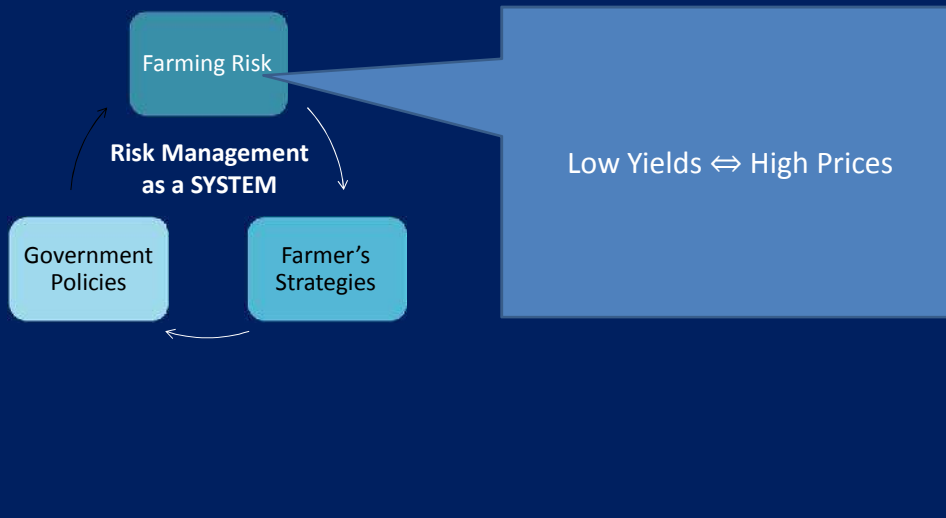 Farming Risk
Risk Management
as a SYSTEM
Government
Policies
Farmer’s
Strategies
Low Yields ⇔ High Prices